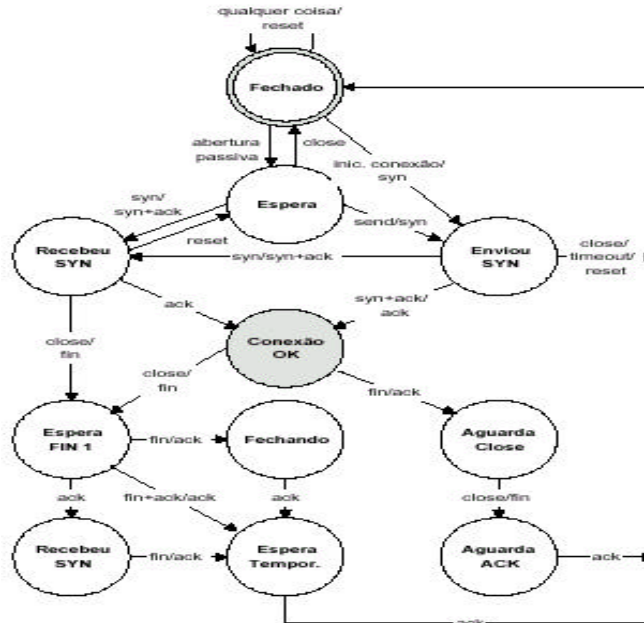 qualquer coisa/
reset
Fechado
abertura
passiva
close
inic. conexão/
syn
syn/
syn+ack
Espera
send/syn
reset
Recebeu
SYN
syn/syn+ack
Enviou
SYN
close/
timeout/
reset
ack
syn+ack/
ack
Conexão
OK
close/
fin
close/
fin
fin/ack
Espera
FIN 1
fin/ack
Fechando
Aguarda
Close
ack
fin+ack/ack
ack
close/fin
Recebeu
SYN
fin/ack
Espera
Tempor.
Aguarda
ACK
ack
ack